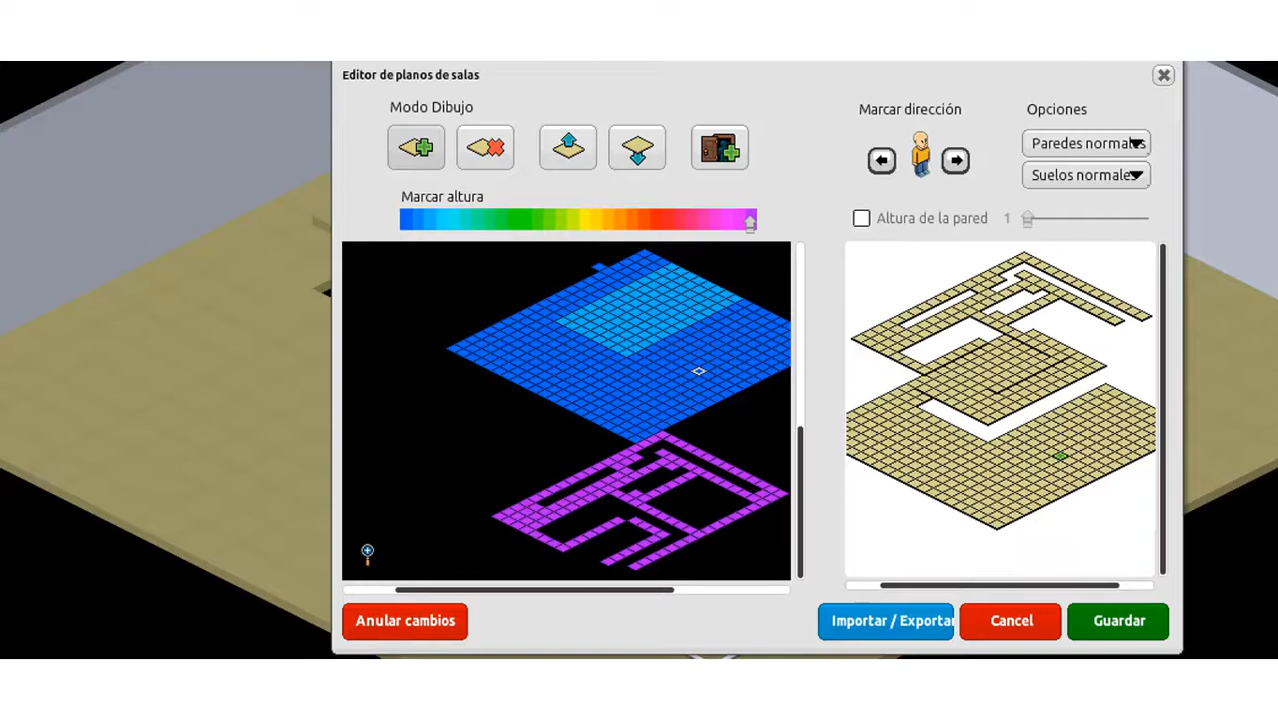 Editor de planos de salas
Modo Dibujo
Marcar dirección
Opciones
Paredes normales
Suelos normales
Marcar altura
Altura de la pared 1
Anular cambios
Importar / Exportar
Cancel
Guardar